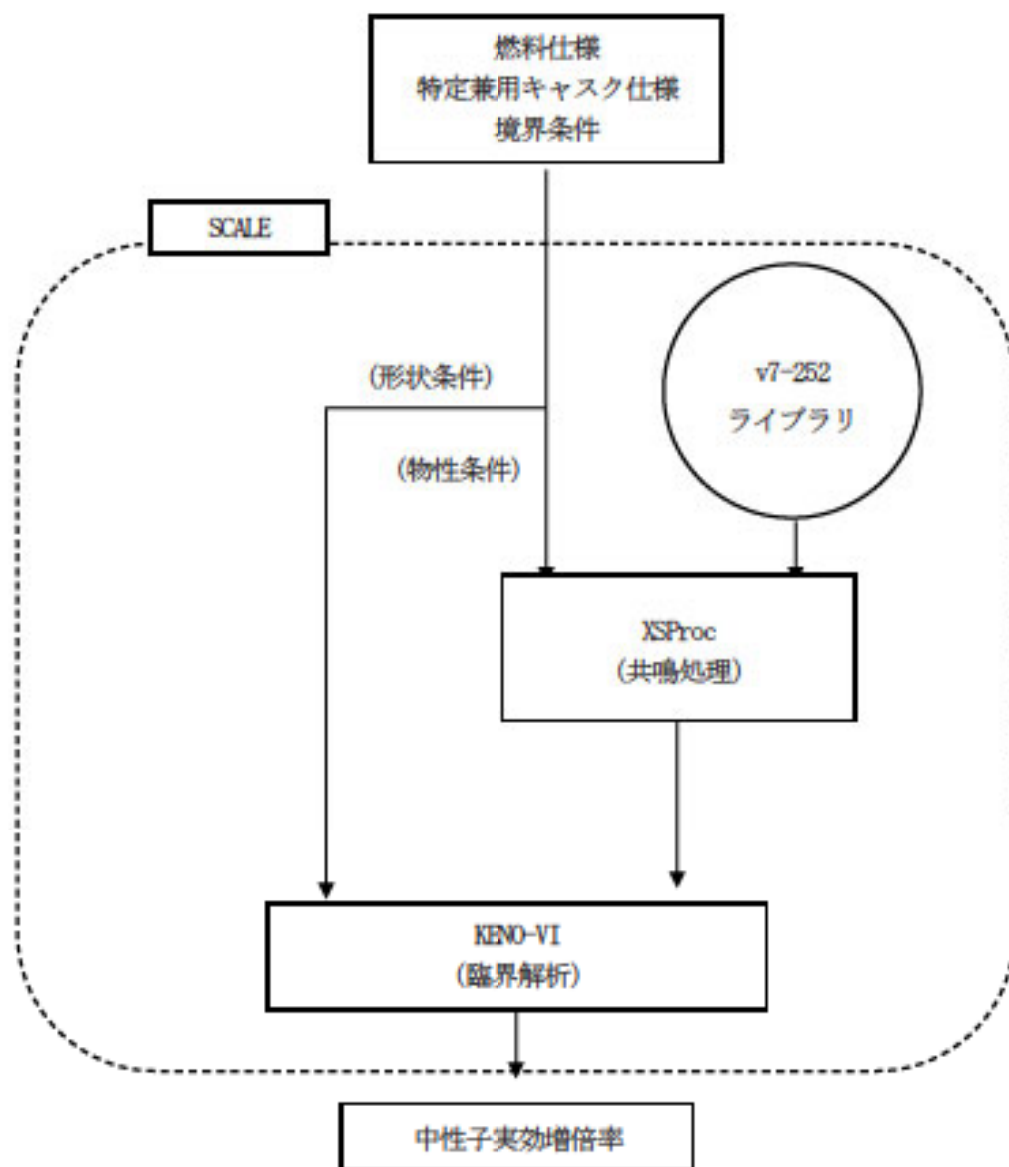 燃料仕様
特定兼用キャスク仕様
境界条件
SCALE
(形状条件)
(物性条件)
v7-252
ライブラリ
XSProc
(共鳴処理)
KENO-VI
(臨界解析)
中性子実効増倍率